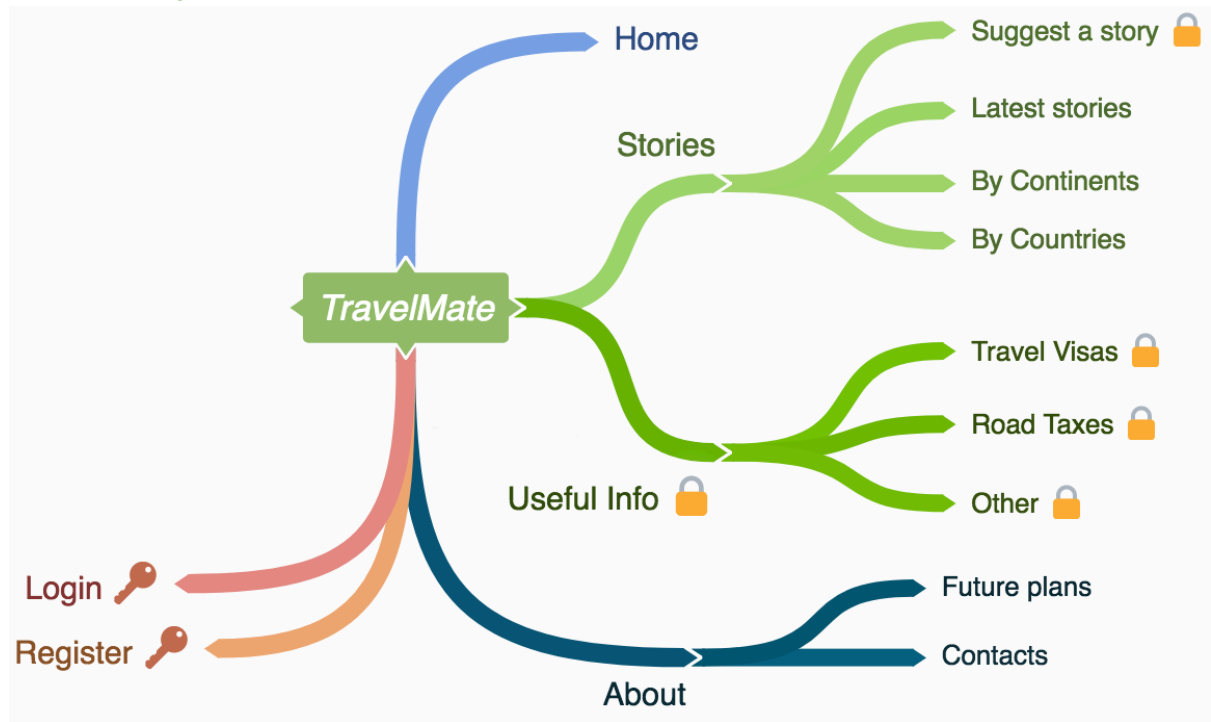 Home
Suggest a story
Latest stories
Stories
By Continents
By Countries
TravelMate
Travel Visas
Road Taxes
Useful Info
Other
Login
Register
Future plans
Contacts
About